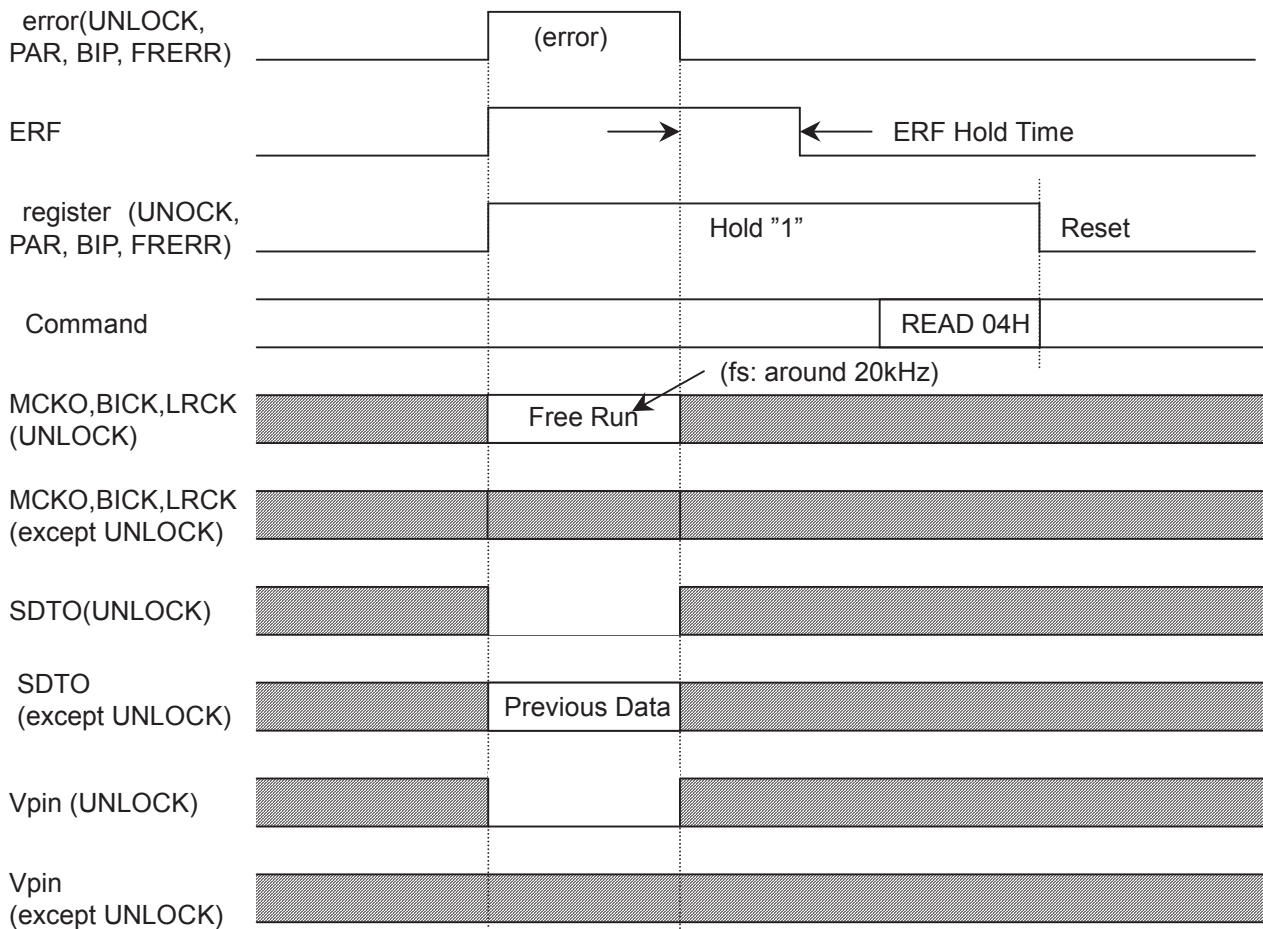 error(UNLOCK,
PAR, BIP, FRERR)
(error)
ERF
ERF Hold Time
register (UNOCK,
PAR, BIP, FRERR)
Hold ”1”
Reset
Command
READ 04H
(fs: around 20kHz)
MCKO,BICK,LRCK
(UNLOCK)
Free Run
MCKO,BICK,LRCK
(except UNLOCK)
SDTO(UNLOCK)
SDTO
(except UNLOCK)
Previous Data
Vpin (UNLOCK)
Vpin
(except UNLOCK)